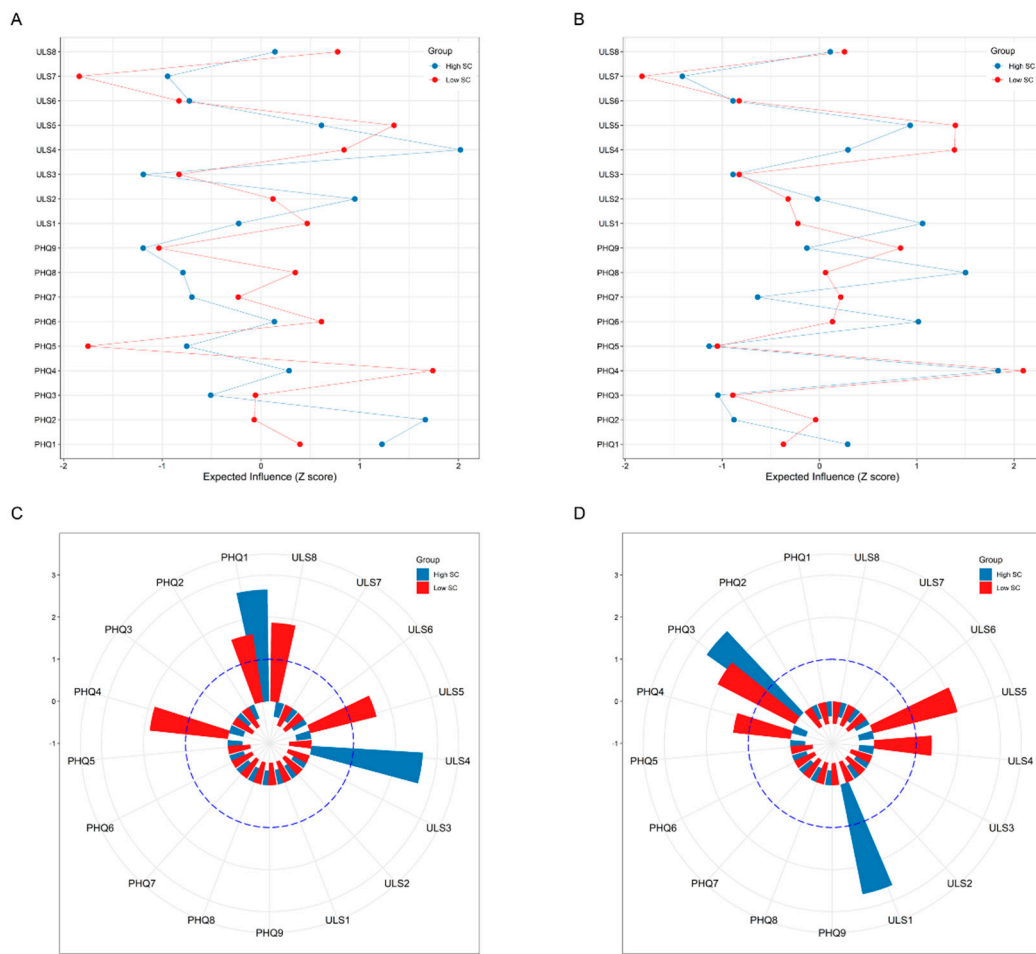 A
ULS8
ULS7
ULS6
ULS5
ULS4
ULS3
ULS2
ULS1
PHQ9
PHQ8
PHQ7
PHQ6
PHQ5
PHQ4
PHQ3
PHQ2
PHQ1
Group
High SC
Low SC
-2 -1 0 1 2
Expected Influence (Z score)
B
ULS8
ULS7
ULS6
ULS5
ULS4
ULS3
ULS2
ULS1
PHQ9
PHQ8
PHQ7
PHQ6
PHQ5
PHQ4
PHQ3
PHQ2
PHQ1
Group
High SC
Low SC
-2 -1 0 1 2
Expected Influence (Z score)
C
Group
High SC
Low SC
3
2
1
0
-1
PHQ1
ULS8
PHQ2
ULS7
PHQ3
ULS6
PHQ4
ULS5
PHQ5
ULS4
PHQ6
ULS3
PHQ7
ULS2
PHQ8
ULS1
PHQ9
D
Group
High SC
Low SC
3
2
1
0
-1
PHQ1
ULS8
PHQ2
ULS7
PHQ3
ULS6
PHQ4
ULS5
PHQ5
ULS4
PHQ6
ULS3
PHQ7
ULS2
PHQ8
ULS1
PHQ9